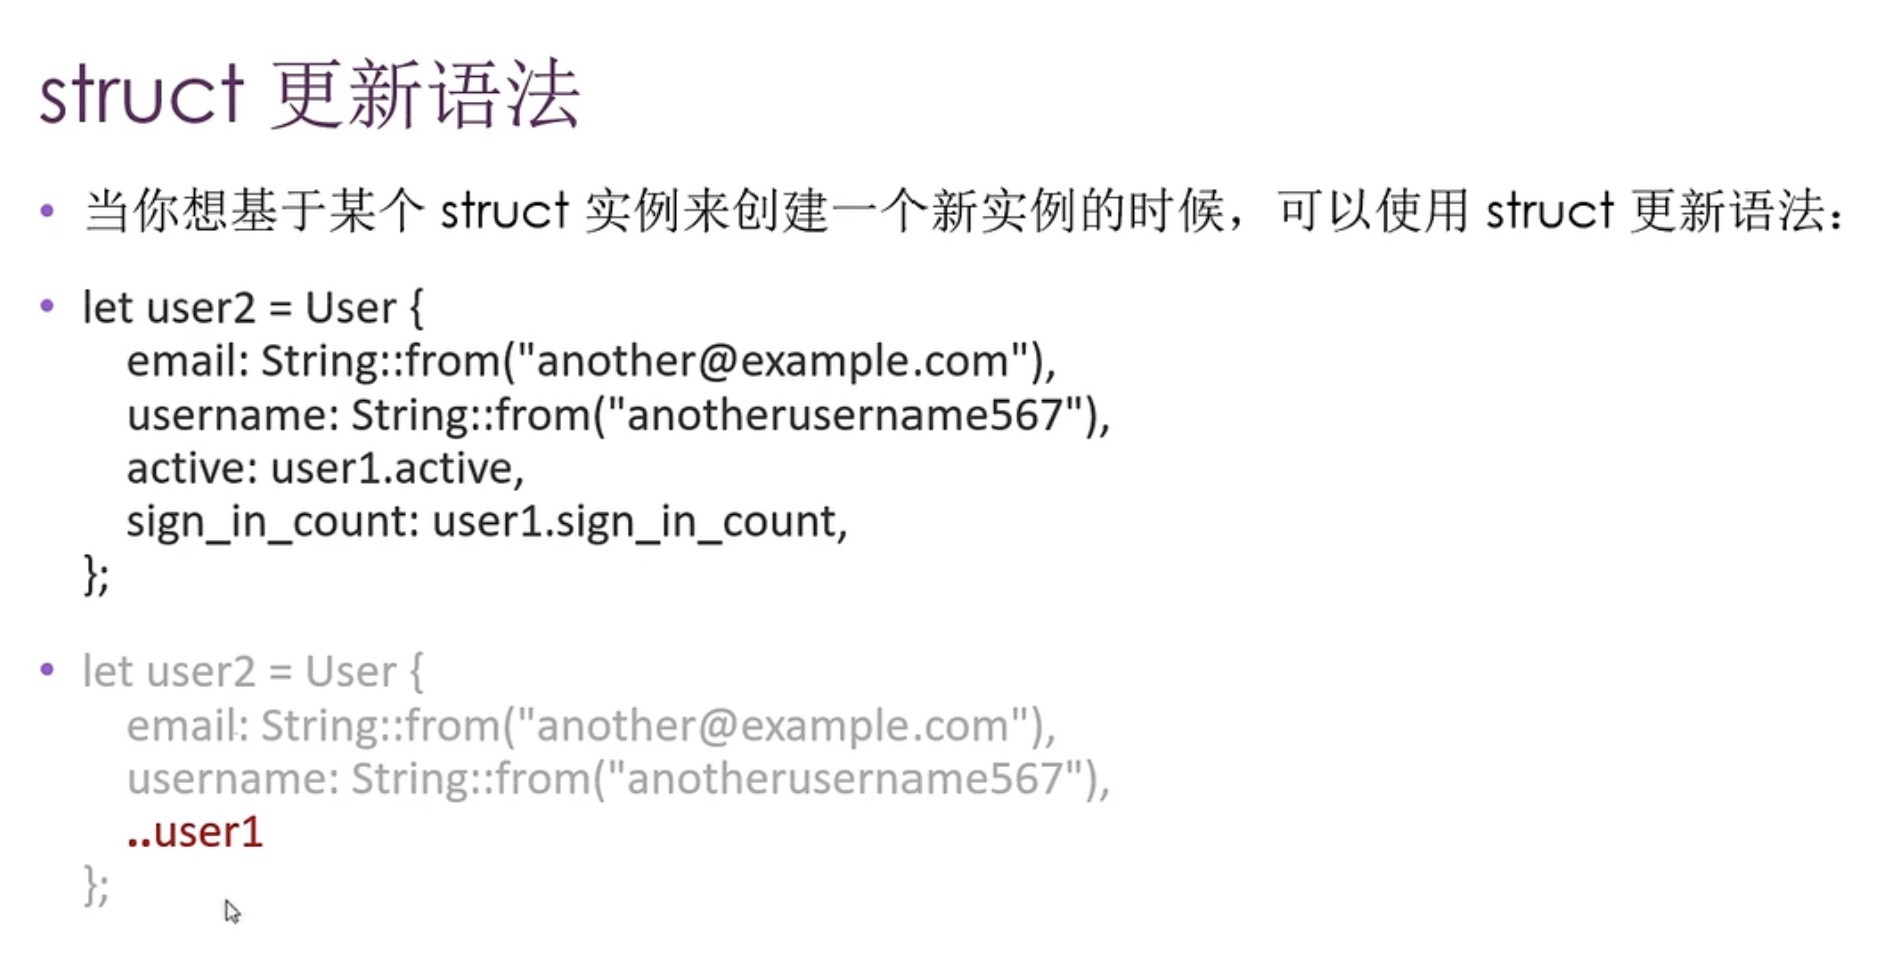 struct 更新语法
• 当你想基于某个 struct 实例来创建一个新实例的时候，可以使用 struct 更新语法：
• let user2 = User {
email: String::from("another@example.com"),
username: String::from("anotherusername567"),
active: user1.active,
sign_in_count: user1.sign_in_count,
};
• let user2 = User {
email: String::from("another@example.com"),
username: String::from("anotherusername567"),
..user1
};